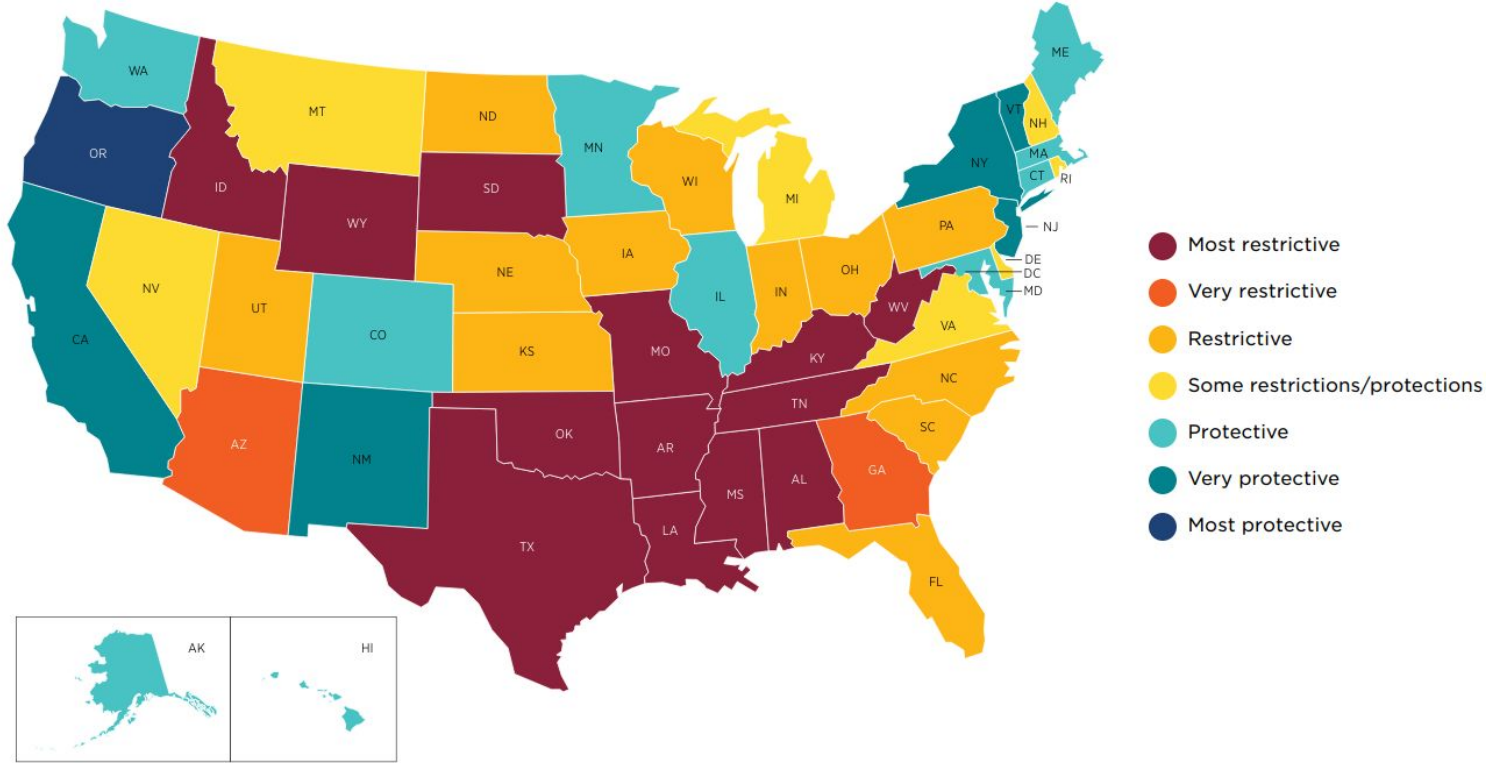 ME
WA
MT
ND
VT
NH
MN
OR
MA
NY
WI
CT
RI
ID
SD
MI
WY
PA
NJ
IA
DE
NE
OH
DC
NV
IN
MD
IL
UT
WV
CO
VA
CA
KS
MO
KY
NC
TN
OK
SC
AZ
AR
NM
GA
AL
MS
LA
TX
FL
AK
HI
Most restrictive
Very restrictive
Restrictive
Some restrictions/protections
Protective
Very protective
Most protective